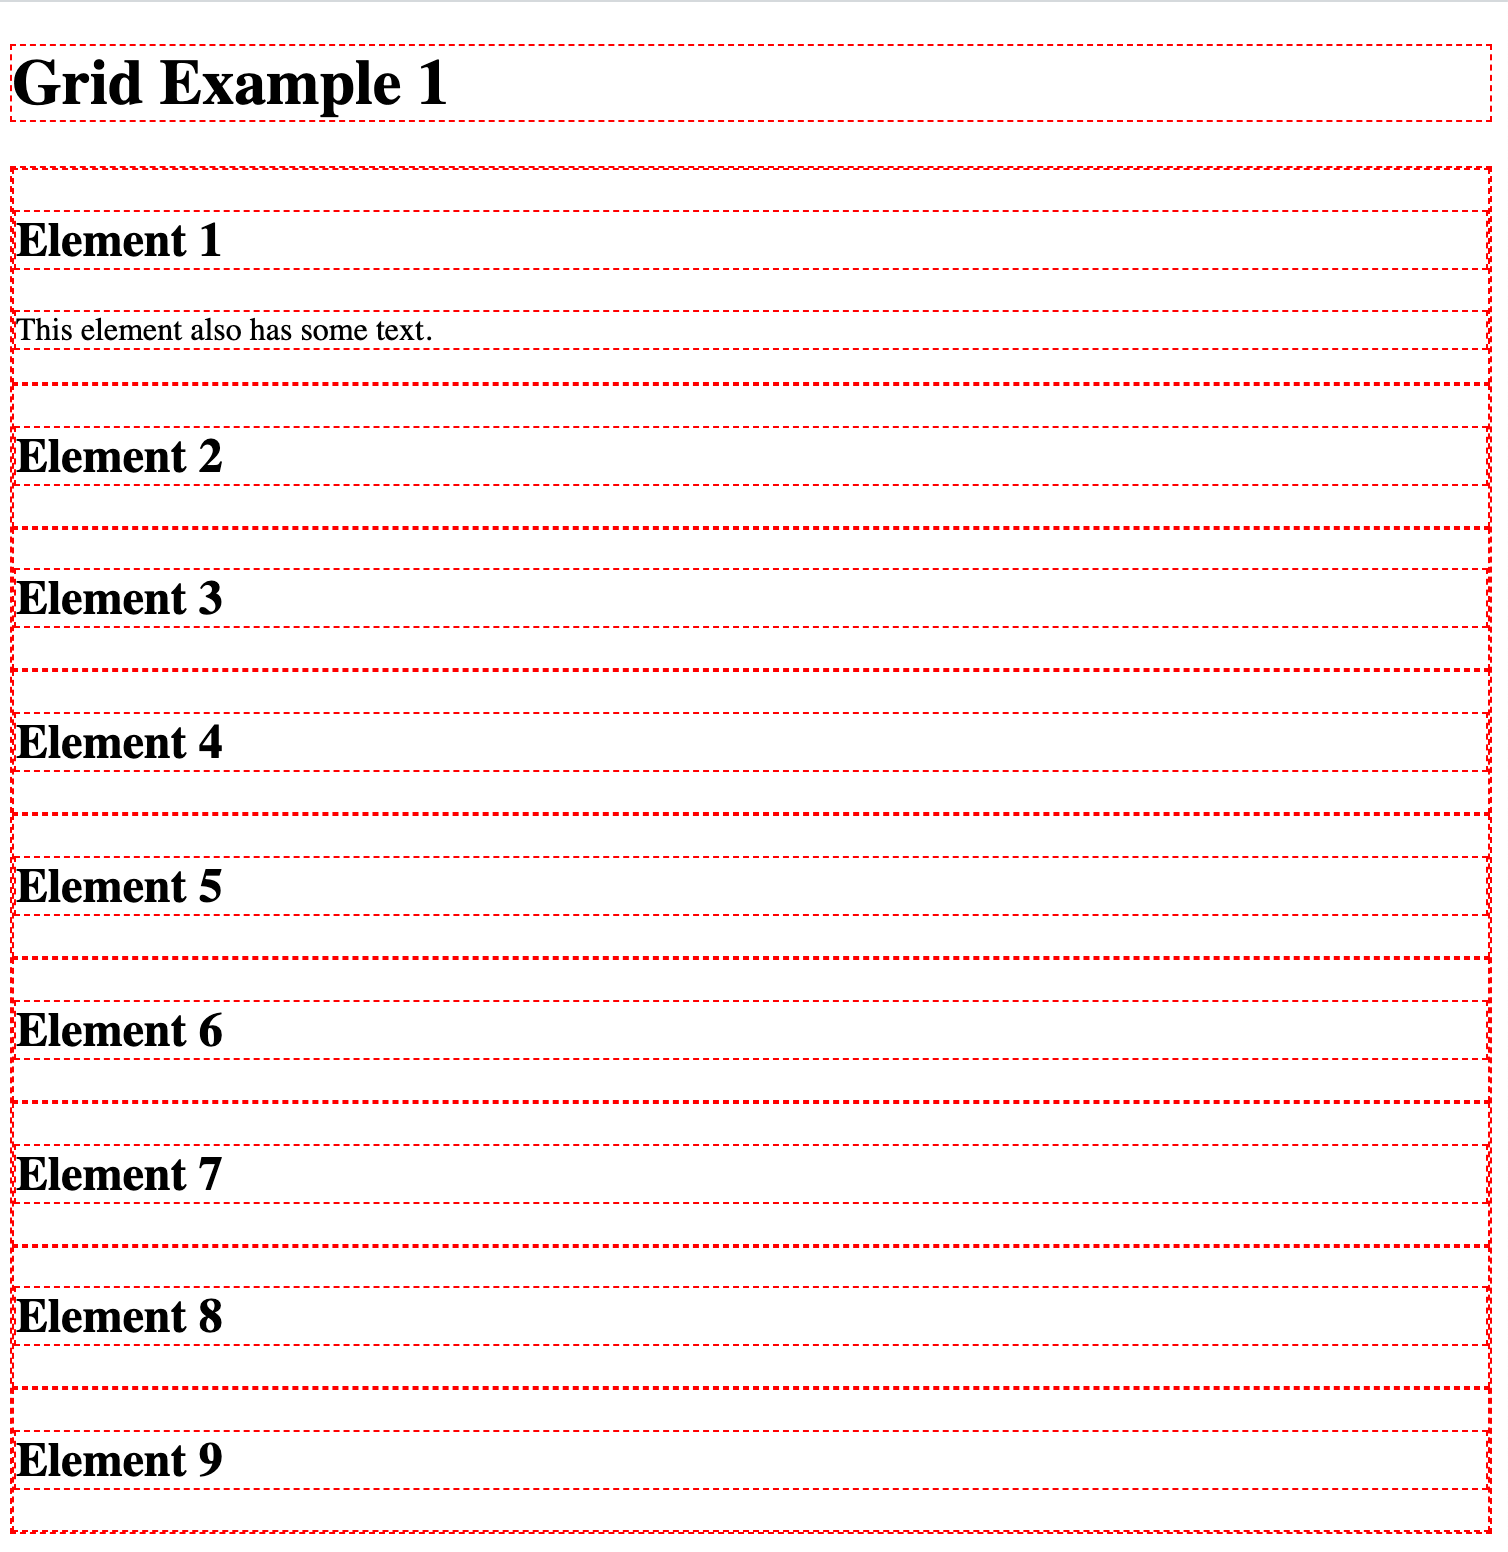 Grid Example 1
Element 1
This element also has some text.
Element 2
Element 3
Element 4
Element 5
Element 6
Element 7
Element 8
Element 9